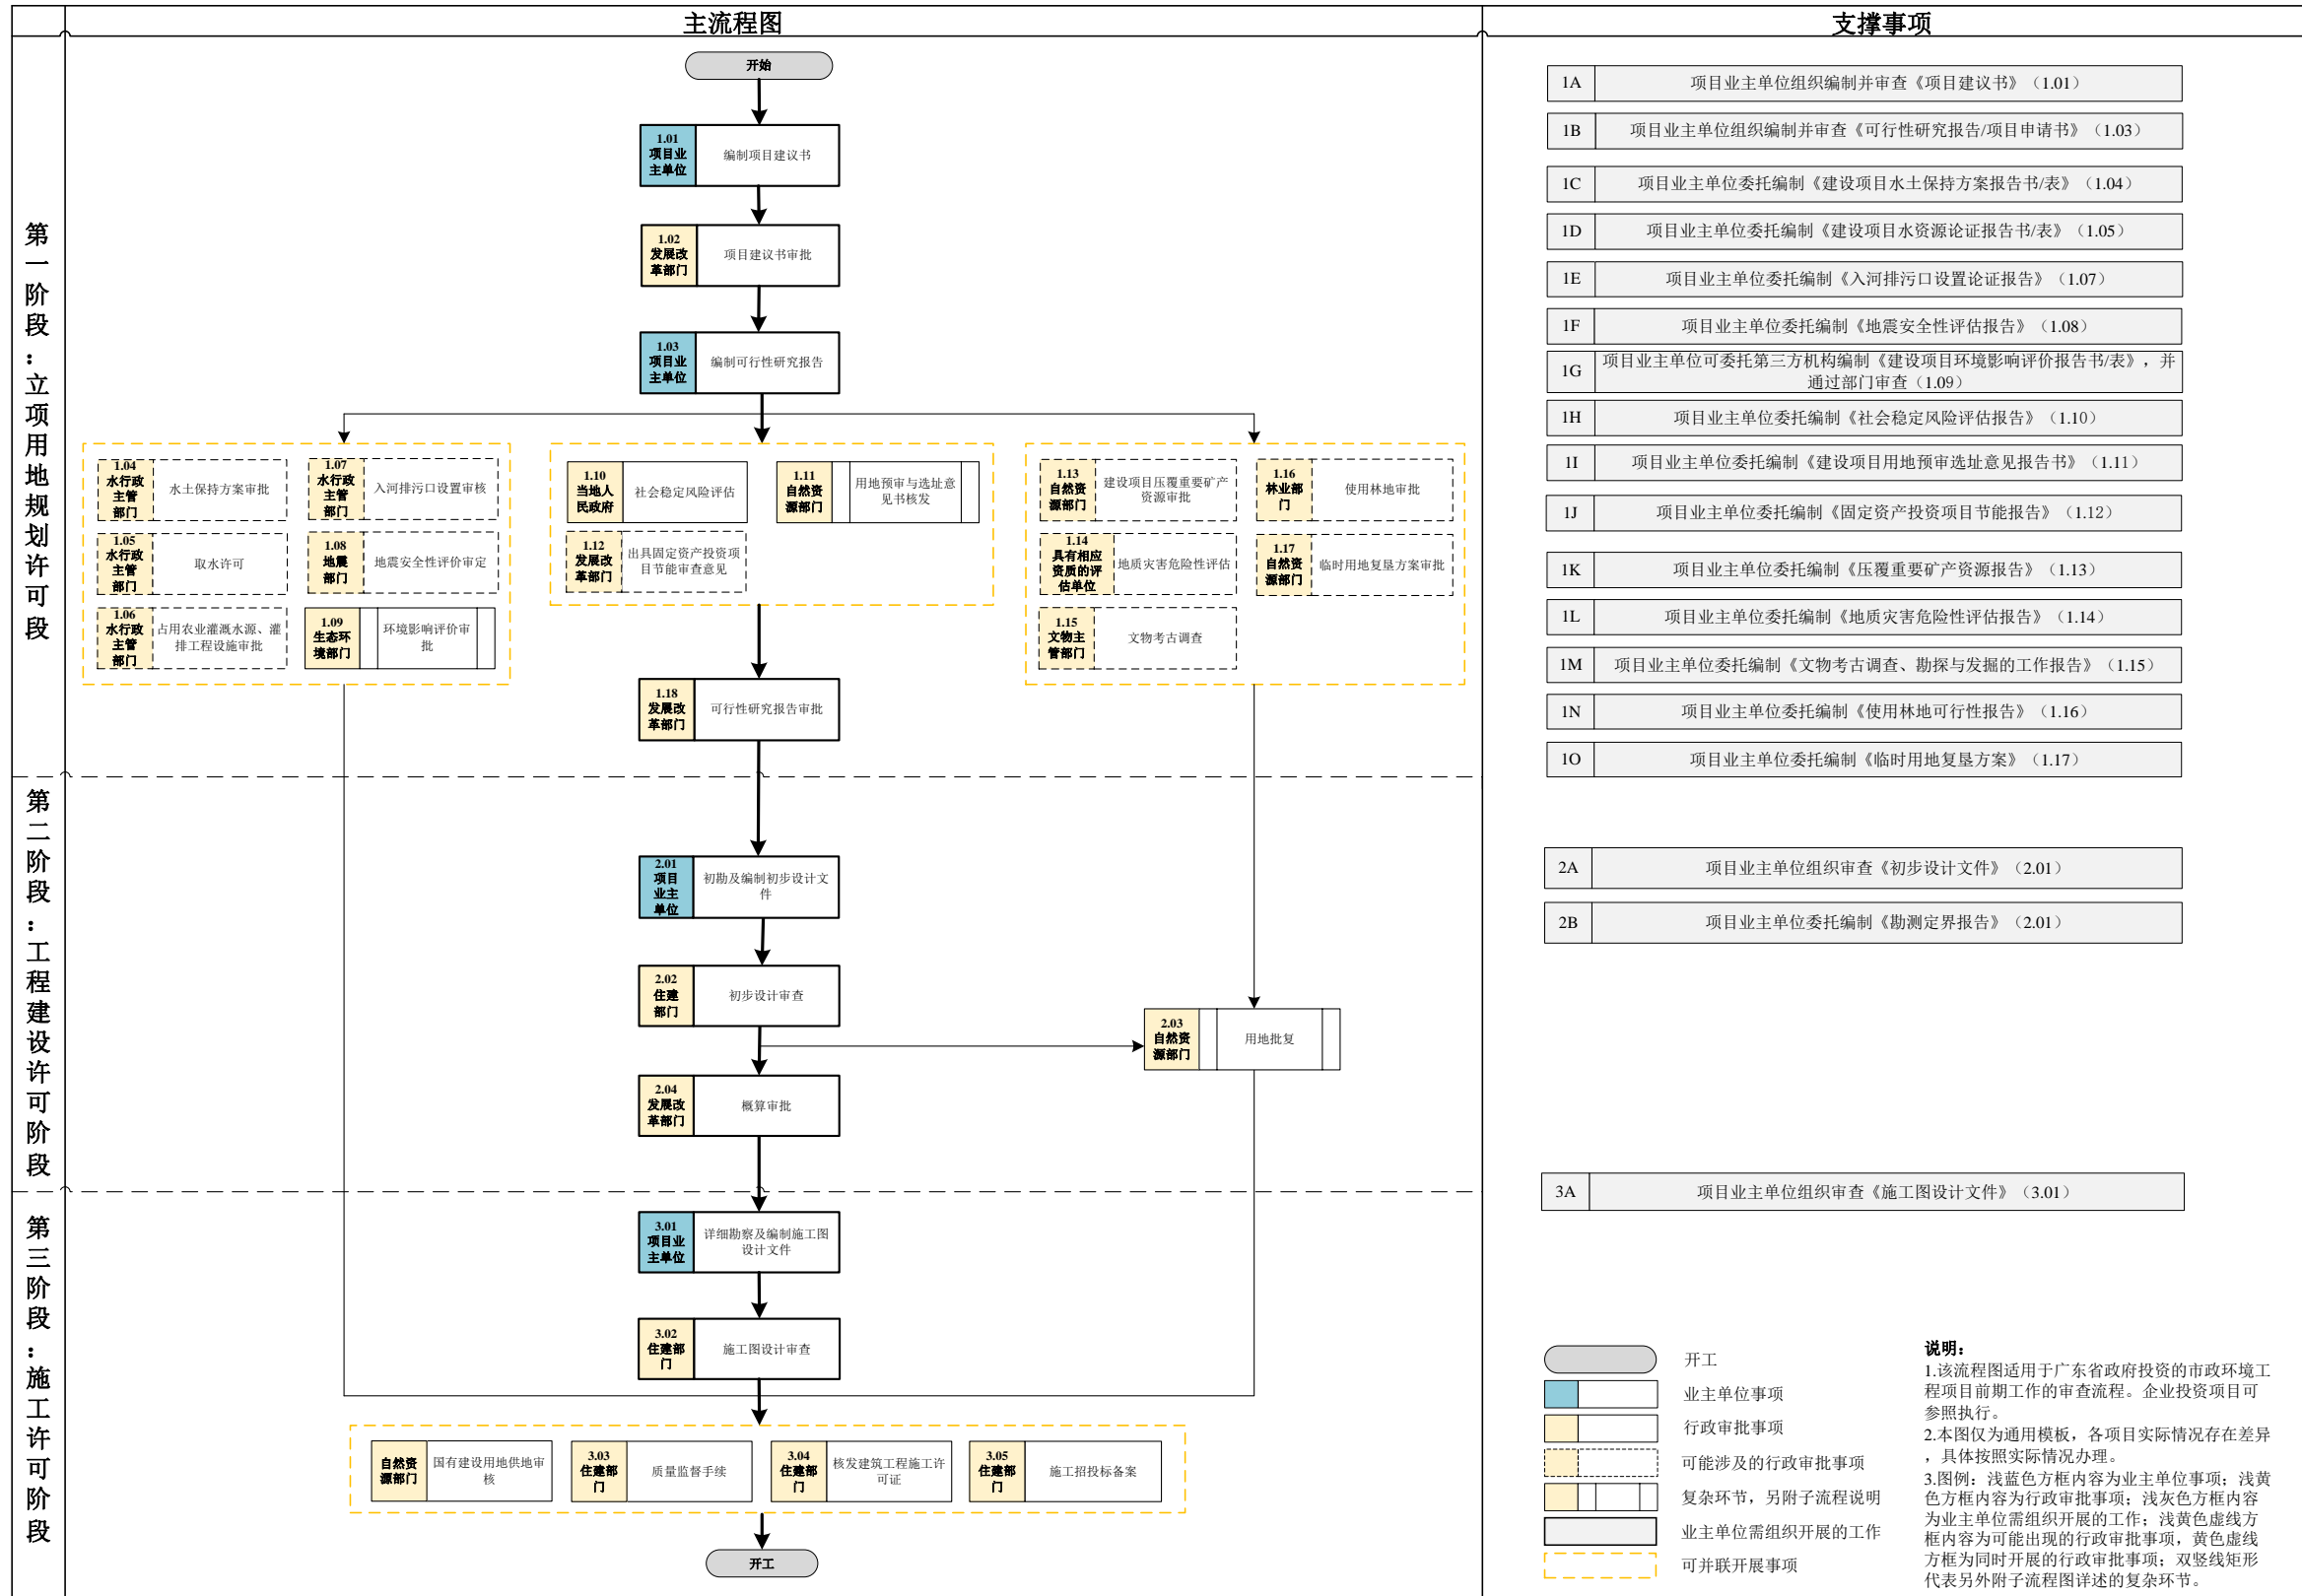 主流程图
支撑事项
第一阶段：立项用地规划许可段
开始
1.01
项目业
主单位
编制项目建议书
1.02
发展改
革部门
项目建议书审批
1.03
项目业
主单位
编制可行性研究报告
1.04
水行政
主管
部门
水土保持方案审批
1.07
水行政
主管
部门
入河排污口设置审核
1.05
水行政
主管
部门
取水许可
1.08
地震
部门
地震安全性评价审定
1.06
水行政
主管
部门
占用农业灌溉水源、灌
排工程设施审批
1.09
生态环
境部门
环境影响评价审
批
1.10
当地人
民政府
社会稳定风险评估
1.11
自然资
源部门
用地预审与选址意
见书核发
1.12
发展改
革部门
出具固定资产投资项
目节能审查意见
1.13
自然资
源部门
建设项目压覆重要矿产
资源审批
1.16
林业部
门
使用林地审批
1.14
具有相应
资质的评
估单位
地质灾害危险性评估
1.17
自然资
源部门
临时用地复垦方案审批
1.15
文物主
管部门
文物考古调查
1.18
发展改
革部门
可行性研究报告审批
第二阶段：工程建设许可阶段
2.01
项目
业主
单位
初勘及编制初步设计文
件
2.02
住建
部门
初步设计审查
2.03
自然资
源部门
用地批复
2.04
发展改
革部门
概算审批
第三阶段：施工许可阶段
3.01
项目业
主单位
详细勘察及编制施工图
设计文件
3.02
住建部
门
施工图设计审查
自然资
源部门
国有建设用地供地审
核
3.03
住建部
门
质量监督手续
3.04
住建部
门
核发建筑工程施工许
可证
3.05
住建部
门
施工招投标备案
开工
1A 项目业主单位组织编制并审查《项目建议书》（1.01）
1B 项目业主单位组织编制并审查《可行性研究报告/项目申请书》（1.03）
1C 项目业主单位委托编制《建设项目水土保持方案报告书/表》（1.04）
1D 项目业主单位委托编制《建设项目水资源论证报告书/表》（1.05）
1E 项目业主单位委托编制《入河排污口设置论证报告》（1.07）
1F 项目业主单位委托编制《地震安全性评估报告》（1.08）
1G 项目业主单位可委托第三方机构编制《建设项目环境影响评价报告书/表》，并
通过部门审查（1.09）
1H 项目业主单位委托编制《社会稳定风险评估报告》（1.10）
1I 项目业主单位委托编制《建设项目用地预审选址意见报告书》（1.11）
1J 项目业主单位委托编制《固定资产投资项目节能报告》（1.12）
1K 项目业主单位委托编制《压覆重要矿产资源报告》（1.13）
1L 项目业主单位委托编制《地质灾害危险性评估报告》（1.14）
1M 项目业主单位委托编制《文物考古调查、勘探与发掘的工作报告》（1.15）
1N 项目业主单位委托编制《使用林地可行性报告》（1.16）
1O 项目业主单位委托编制《临时用地复垦方案》（1.17）
2A 项目业主单位组织审查《初步设计文件》（2.01）
2B 项目业主单位委托编制《勘测定界报告》（2.01）
3A 项目业主单位组织审查《施工图设计文件》（3.01）
开工
业主单位事项
行政审批事项
可能涉及的行政审批事项
复杂环节，另附子流程说明
业主单位需组织开展的工作
可并联开展事项
说明：
1.该流程图适用于广东省政府投资的市政环境工
程项目前期工作的审查流程。企业投资项目可
参照执行。
2.本图仅为通用模板，各项目实际情况存在差异
，具体按照实际情况办理。
3.图例：浅蓝色方框内容为业主单位事项；浅黄
色方框内容为行政审批事项；浅灰色方框内容
为业主单位需组织开展的工作；浅黄色虚线方
框内容为可能出现的行政审批事项，黄色虚线
方框为同时开展的行政审批事项；双竖线矩形
代表另外附子流程图详述的复杂环节。